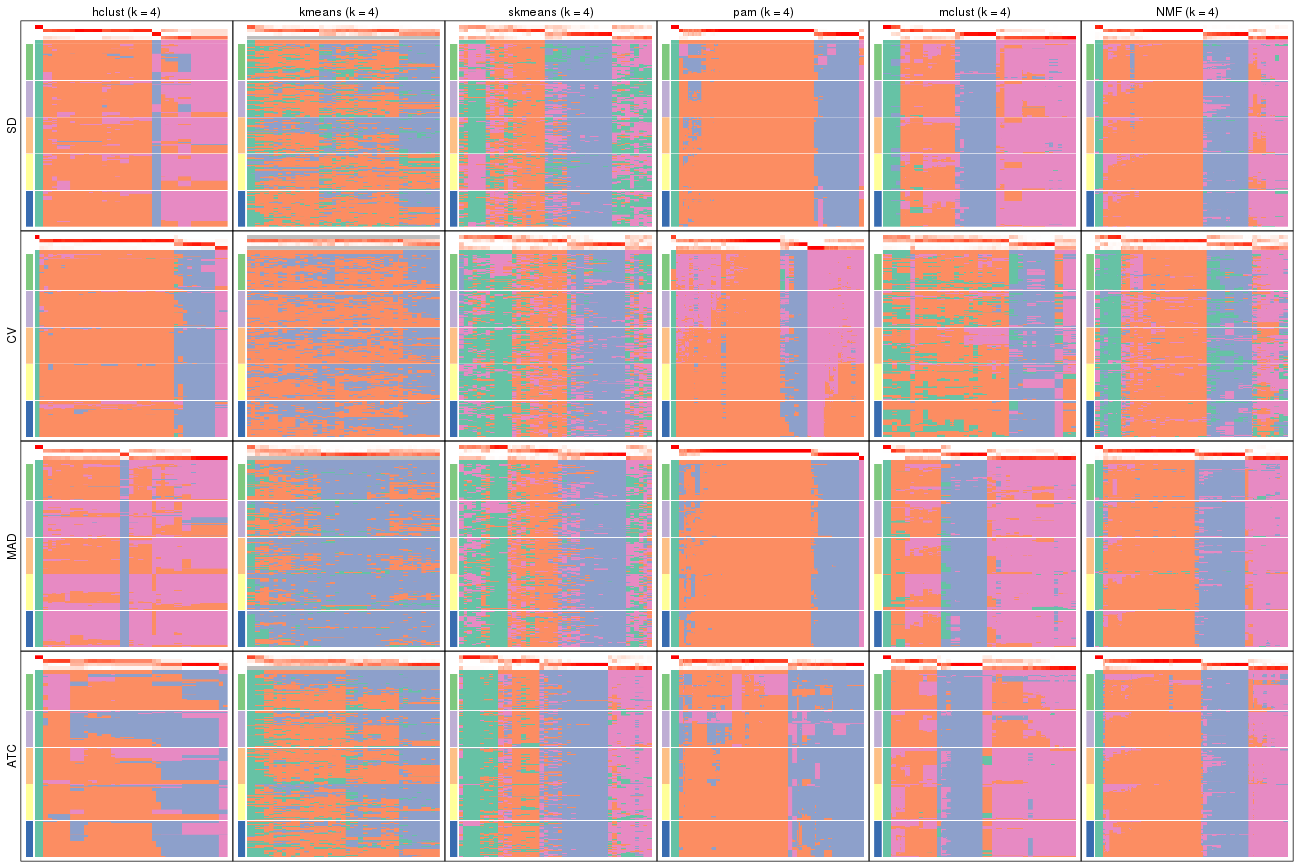 hclust (k = 4) kmeans (k = 4) skmeans (k = 4) pam (k = 4) mclust (k = 4) NMF (k = 4)
SD
CV
MAD
ATC